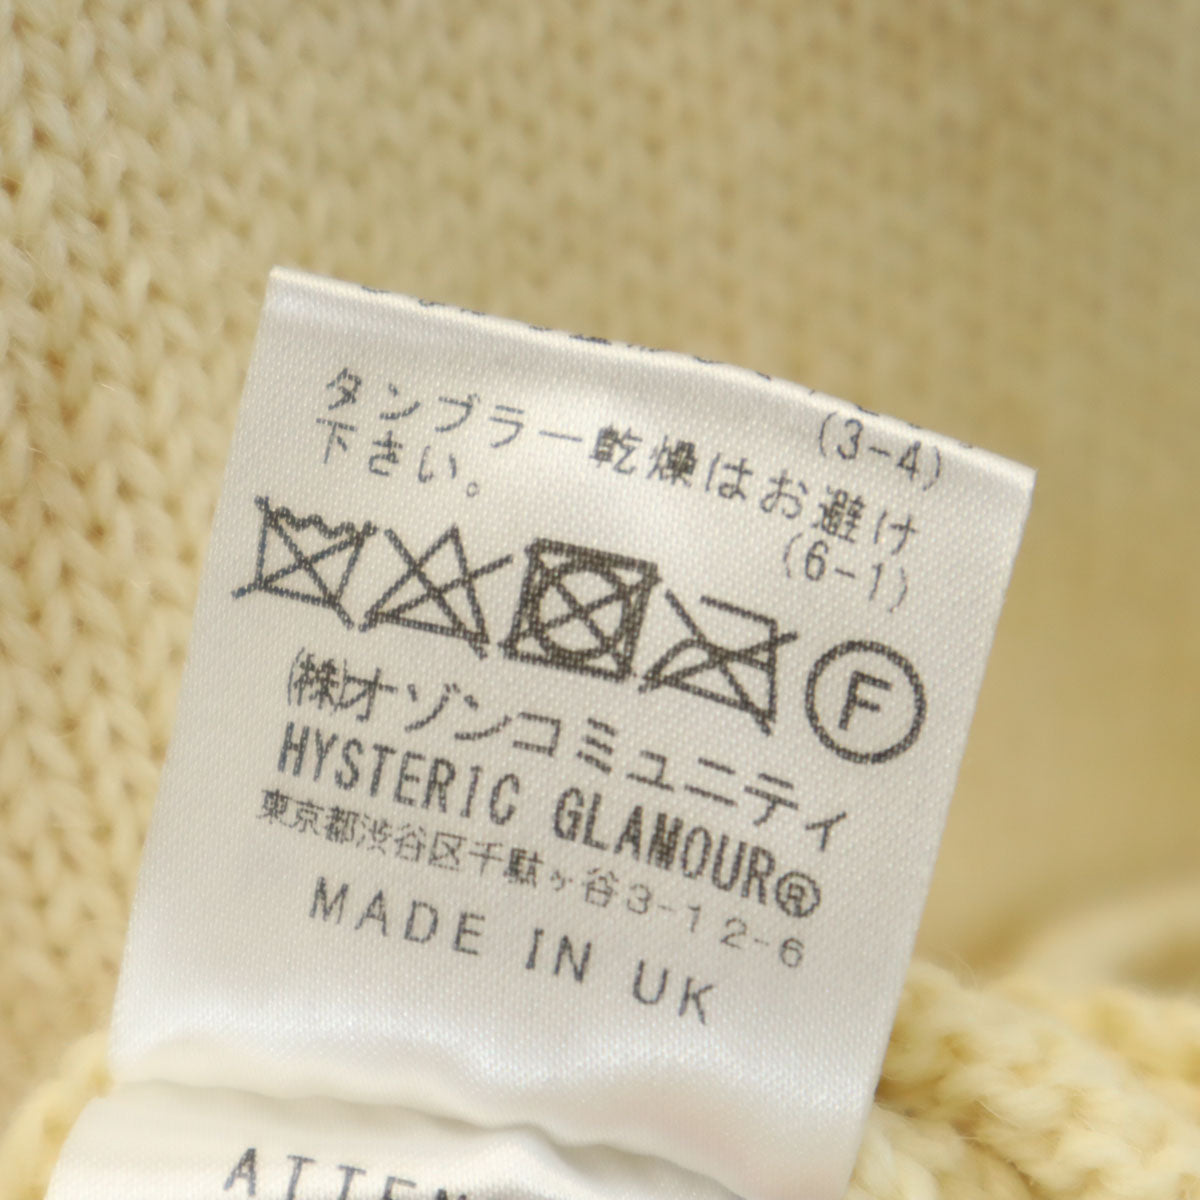 (3-4)
タンブラー乾燥はお避け
下さい。
(6-1)
F
(株)オゾンコミュニティ
HYSTERIC GLAMOUR®
東京都渋谷区千駄ヶ谷3-12-6
MADE IN UK